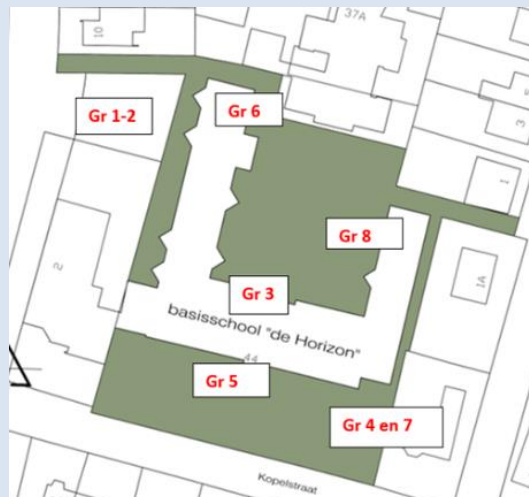 37A
10
Gr 1-2
Gr 6
5
3
1
Gr 8
2
Gr 3
1A
basisschool "de Horizon"
44
Gr 5
Gr 4 en 7
Kopelstraat